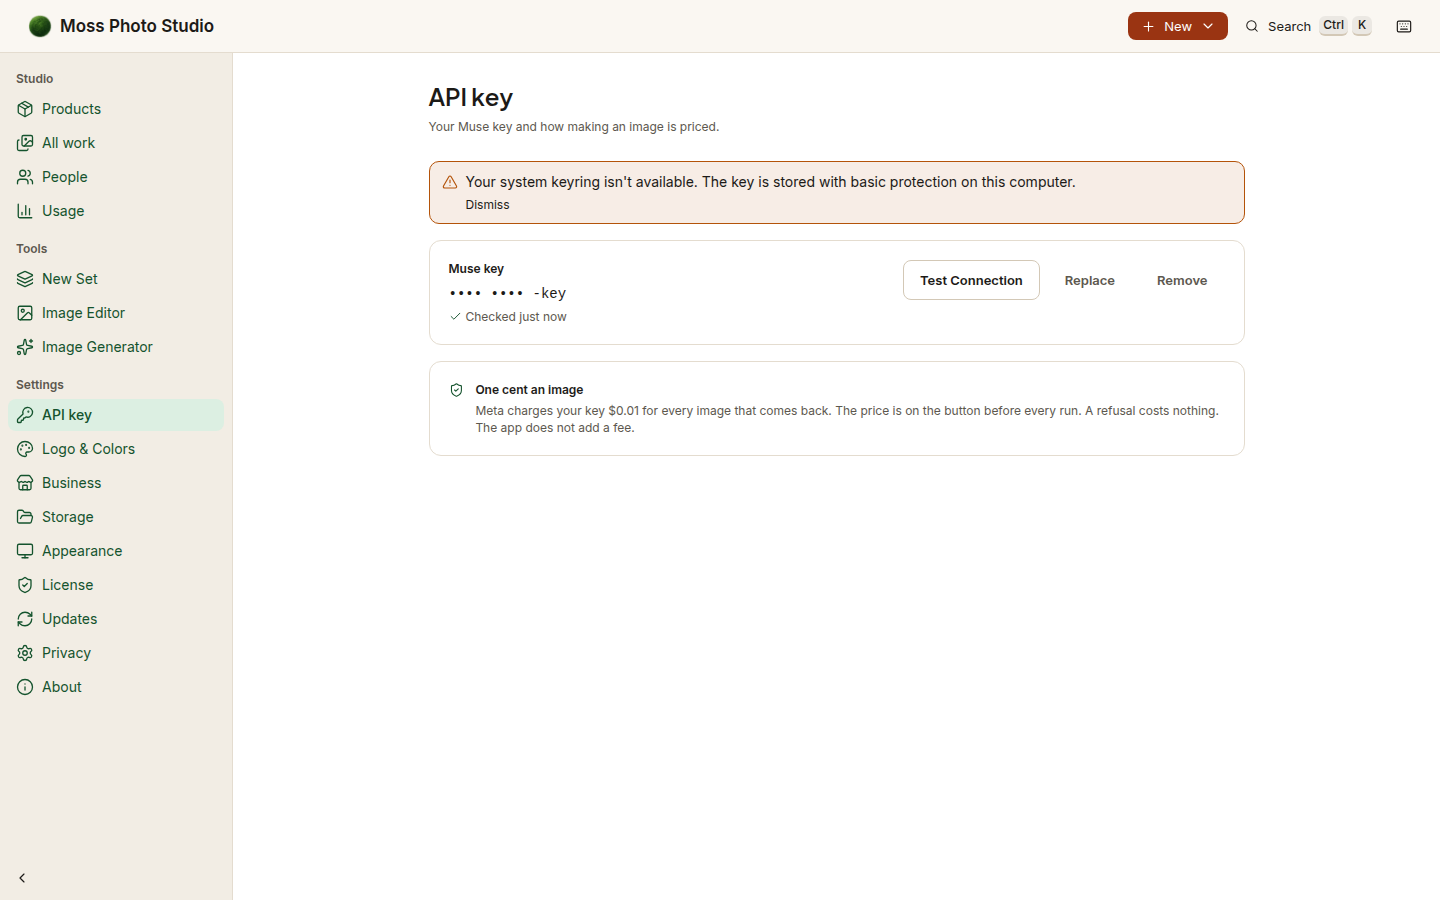 Moss Photo Studio
New
Search Ctrl K
Studio
Products
All work
People
Usage
Tools
New Set
Image Editor
Image Generator
Settings
API key
Logo & Colors
Business
Storage
Appearance
License
Updates
Privacy
About
API key
Your Muse key and how making an image is priced.
Your system keyring isn't available. The key is stored with basic protection on this computer.
Dismiss
Muse key
•••• •••• -key
Checked just now
Test Connection
Replace
Remove
One cent an image
Meta charges your key $0.01 for every image that comes back. The price is on the button before every run. A refusal costs nothing.
The app does not add a fee.